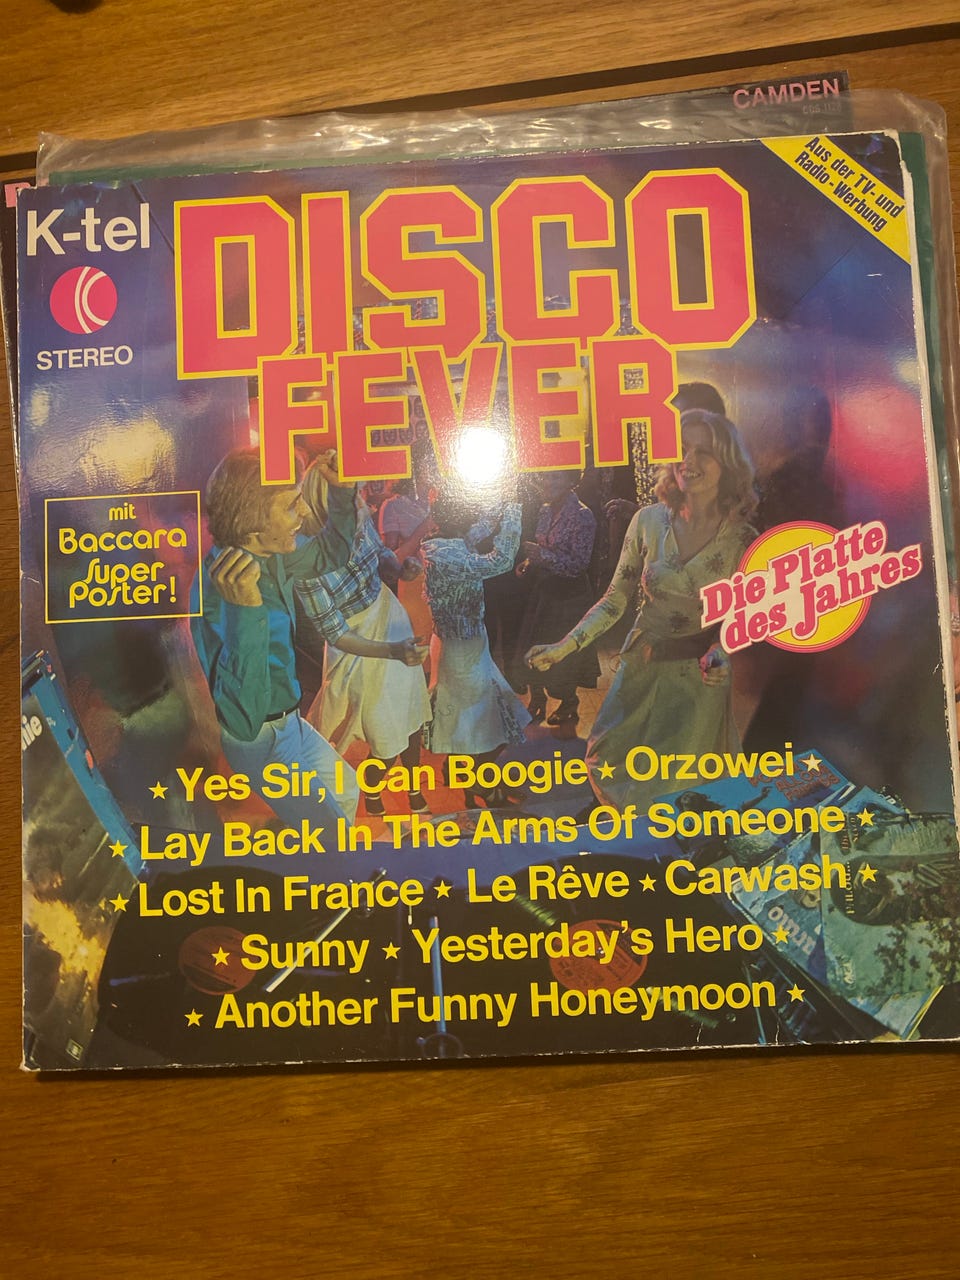 CAMDEN
CDS 1123
Aus der TV- und
Radio-Werbung
K-tel
STEREO
DISCO
FEVER
mit
Baccara
Super
Poster!
Die Platte
des Jahres
★ Yes Sir, I Can Boogie ★ Orzowei ★
★ Lay Back In The Arms Of Someone ★
★ Lost In France ★ Le Rêve ★ Carwash ★
★ Sunny ★ Yesterday's Hero ★
★ Another Funny Honeymoon ★